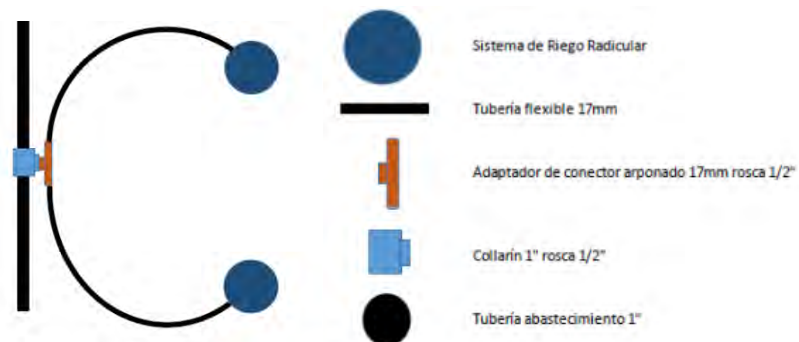 Sistema de Riego Radicular
Tubería flexible 17mm
Adaptador de conector arponado 17mm rosca 1/2"
Collarín 1" rosca 1/2"
Tubería abastecimiento 1"